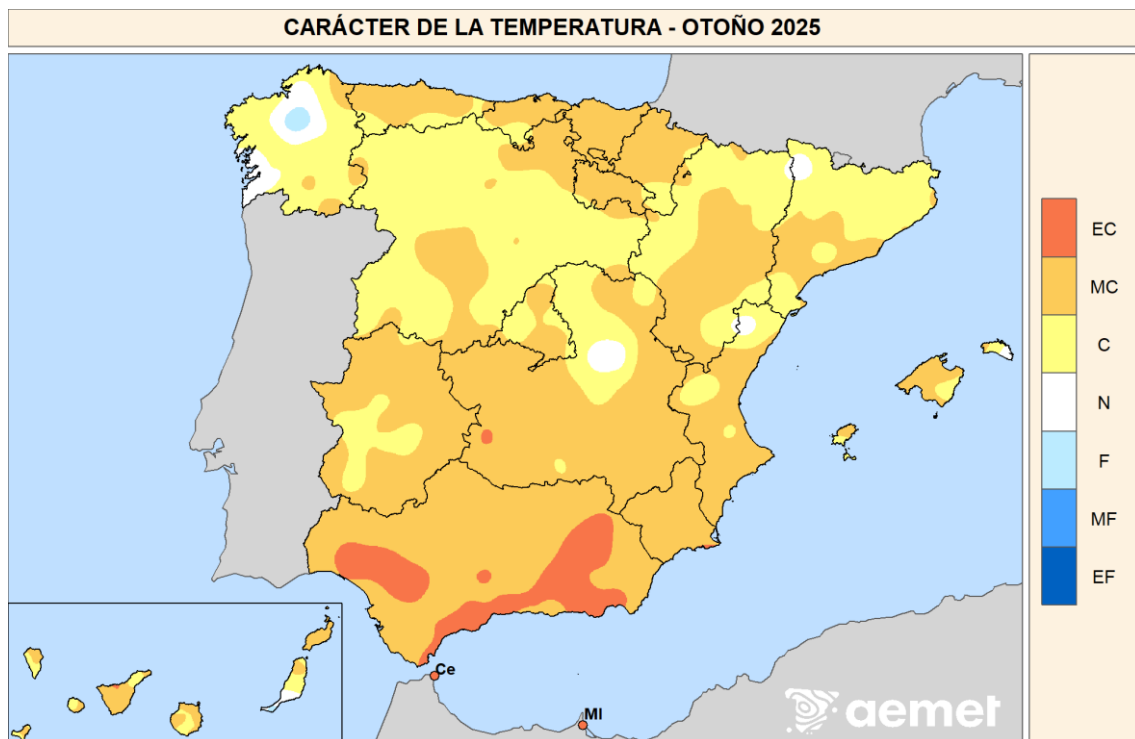 CARÁCTER DE LA TEMPERATURA - OTOÑO 2025
EC
MC
C
N
F
MF
EF
Ce
Ml
aemet